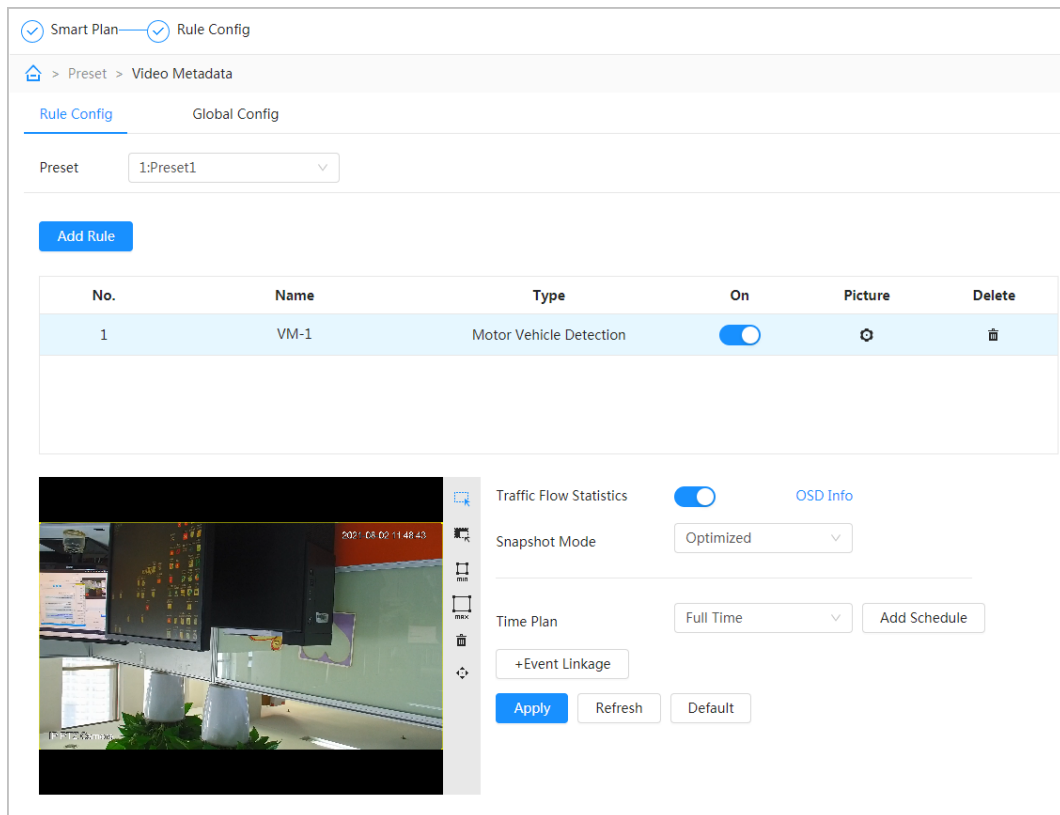 Smart Plan Rule Config
> Preset > Video Metadata
Rule Config Global Config
Preset 1:Preset1
Add Rule
No. Name Type On Picture Delete
1 VM-1 Motor Vehicle Detection
Traffic Flow Statistics OSD Info
2021-08-02 11:48:43
Snapshot Mode Optimized
min
max
Time Plan Full Time Add Schedule
+Event Linkage
Apply Refresh Default